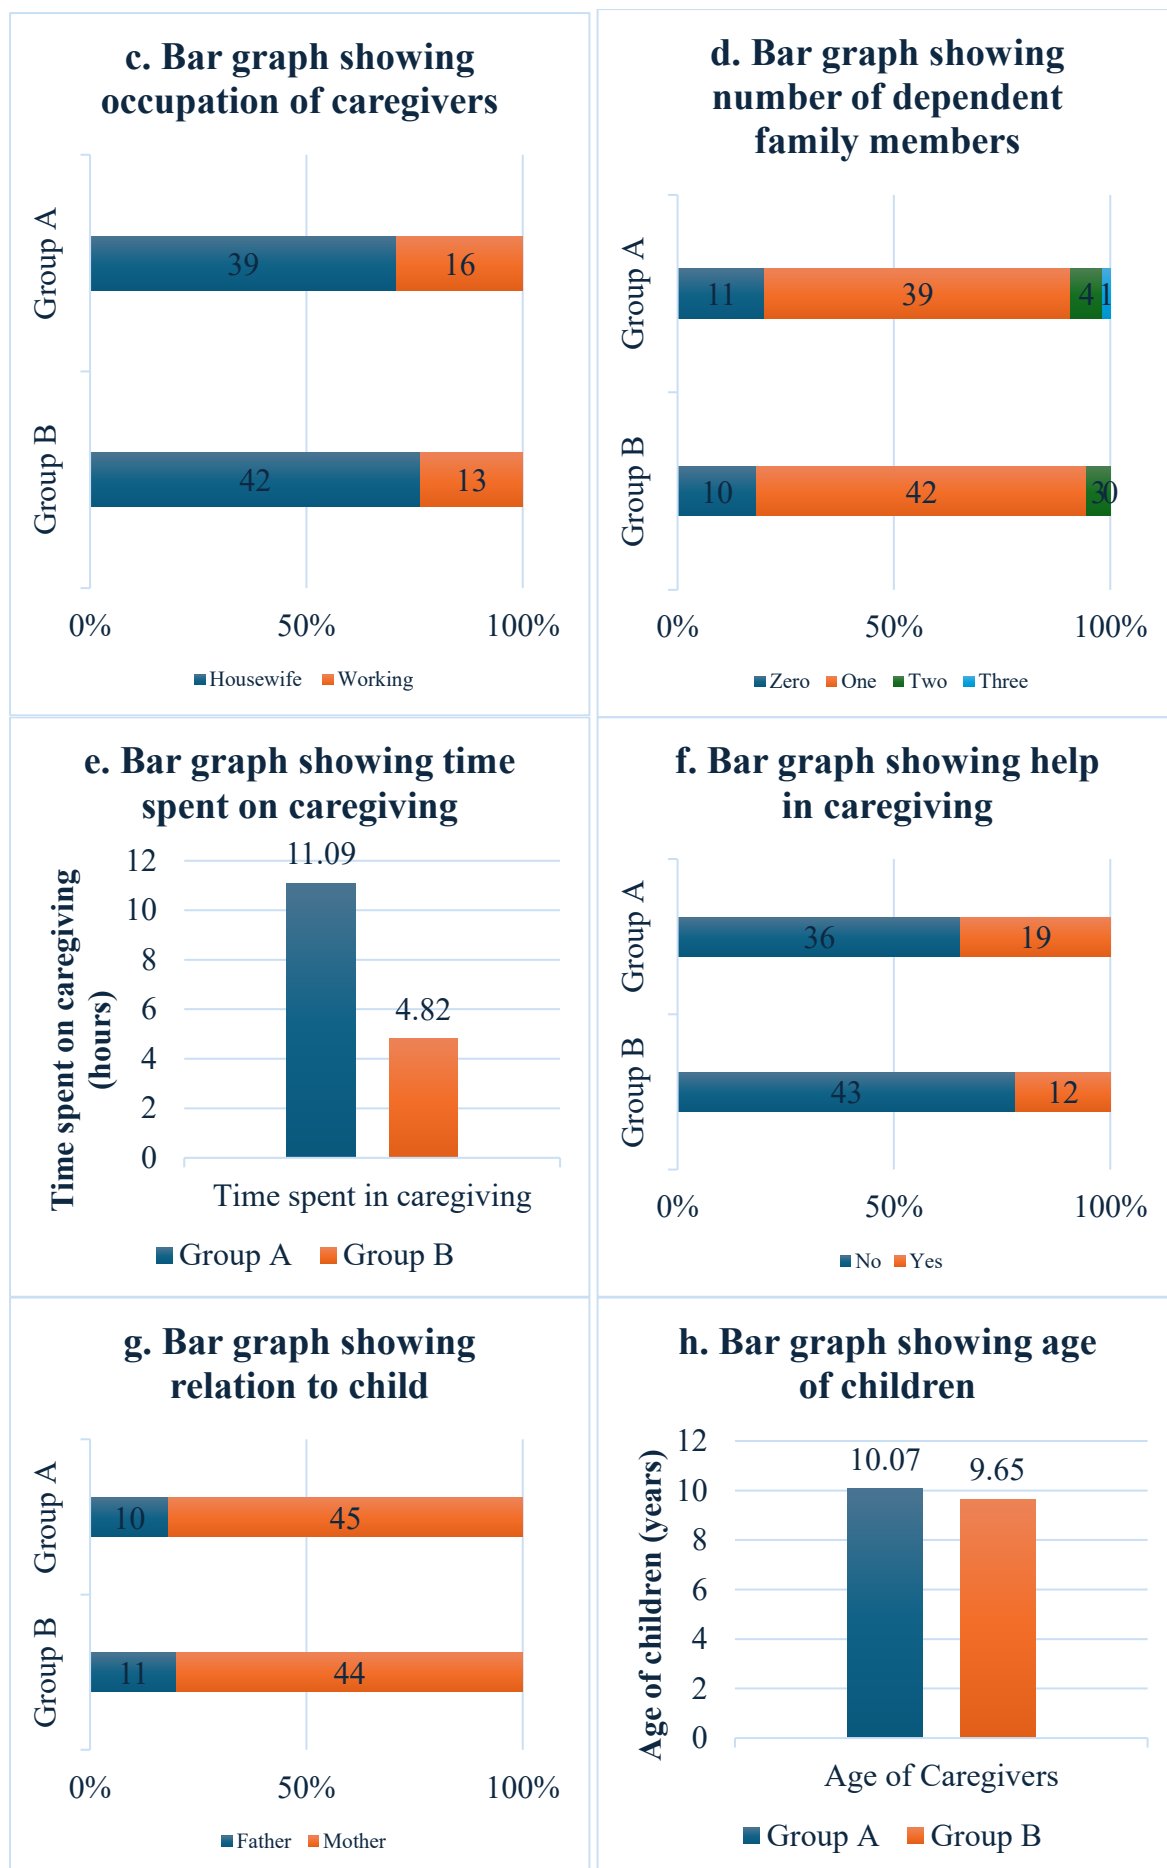 c. Bar graph showing
occupation of caregivers
Group A
39 16
Group B
42 13
0% 50% 100%
Housewife Working
d. Bar graph showing
number of dependent
family members
Group A
11 39 4 1
Group B
10 42 3 0
0% 50% 100%
Zero One Two Three
e. Bar graph showing time
spent on caregiving
Time spent on caregiving
(hours)
12
10
8
6
4
2
0
11.09
4.82
Time spent in caregiving
Group A Group B
f. Bar graph showing help
in caregiving
Group A
36 19
Group B
43 12
0% 50% 100%
No Yes
g. Bar graph showing
relation to child
Group A
10 45
Group B
11 44
0% 50% 100%
Father Mother
h. Bar graph showing age
of children
Age of children (years)
12
10
8
6
4
2
0
10.07
9.65
Age of Caregivers
Group A Group B